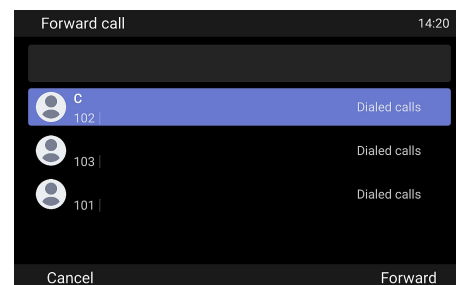 Forward call 14:20
C
102 | Dialed calls
103 | Dialed calls
101 | Dialed calls
Cancel Forward